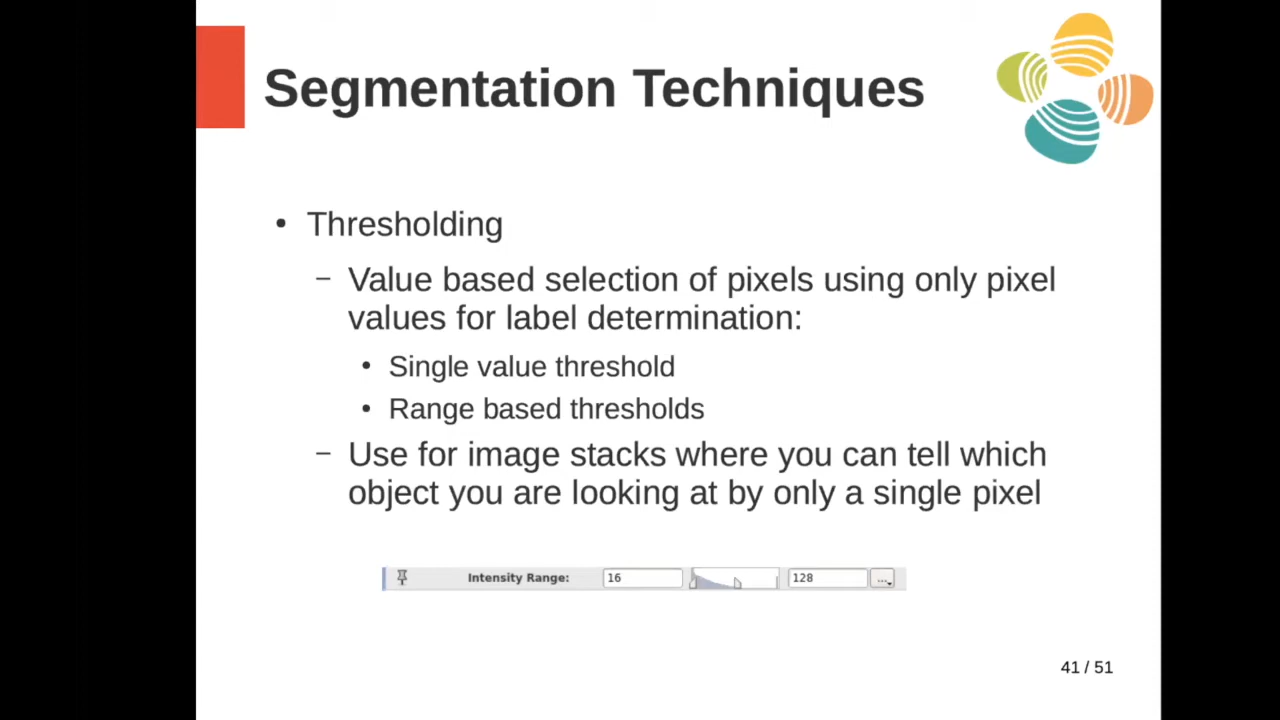 Segmentation Techniques
• Thresholding
– Value based selection of pixels using only pixel
values for label determination:
• Single value threshold
• Range based thresholds
– Use for image stacks where you can tell which
object you are looking at by only a single pixel
Intensity Range: 16 128 ...
41 / 51